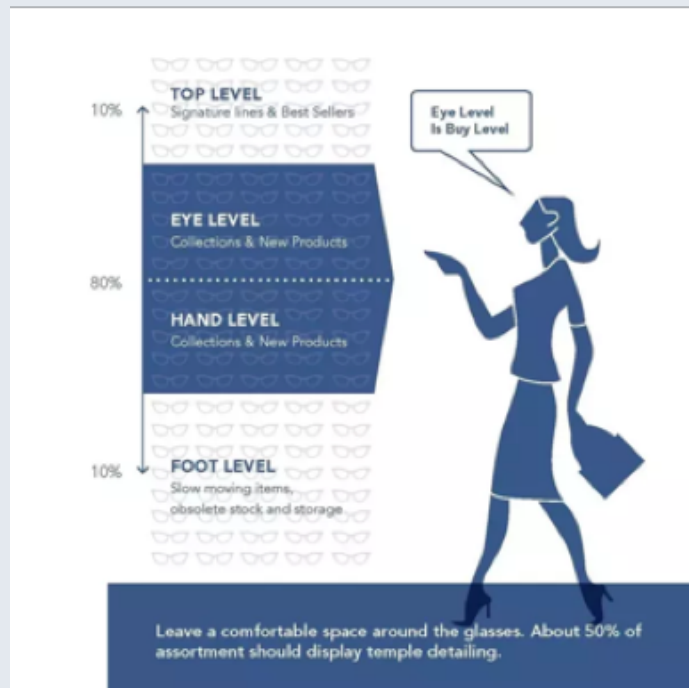 10%
TOP LEVEL
Signature lines & Best Sellers
Eye Level
Is Buy Level
EYE LEVEL
Collections & New Products
80%
HAND LEVEL
Collections & New Products
10%
FOOT LEVEL
Slow moving items,
obsolete stock and storage
Leave a comfortable space around the glasses. About 50% of
assortment should display temple detailing.